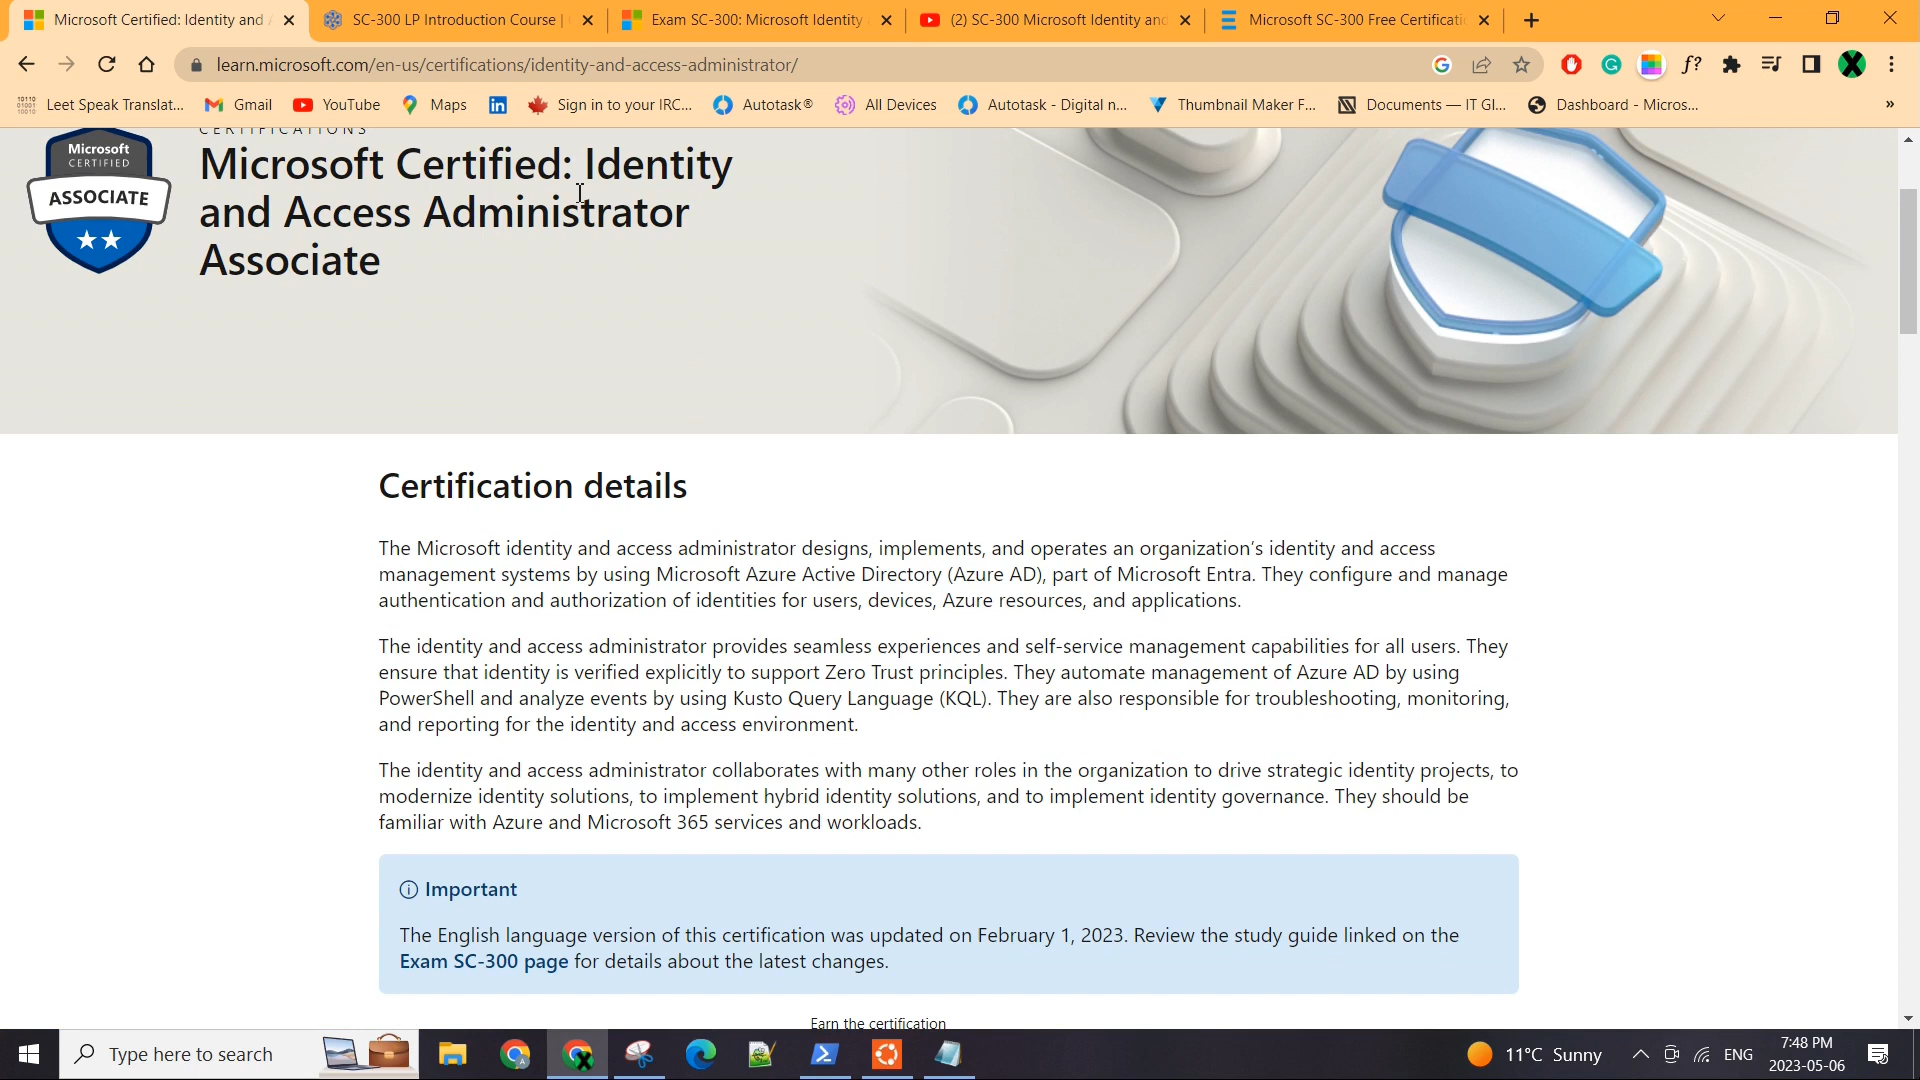 Microsoft Certified: Identity and A
SC-300 LP Introduction Course |
Exam SC-300: Microsoft Identity
(2) SC-300 Microsoft Identity and
Microsoft SC-300 Free Certificati
learn.microsoft.com/en-us/certifications/identity-and-access-administrator/
Leet Speak Translat...
Gmail
YouTube
Maps
Sign in to your IRC...
Autotask®
All Devices
Autotask - Digital n...
Thumbnail Maker F...
Documents — IT Gl...
Dashboard - Micros...
»
Microsoft
CERTIFIED
ASSOCIATE
CERTIFICATIONS
Microsoft Certified: Identity
and Access Administrator
Associate
Certification details
The Microsoft identity and access administrator designs, implements, and operates an organization's identity and access
management systems by using Microsoft Azure Active Directory (Azure AD), part of Microsoft Entra. They configure and manage
authentication and authorization of identities for users, devices, Azure resources, and applications.
The identity and access administrator provides seamless experiences and self-service management capabilities for all users. They
ensure that identity is verified explicitly to support Zero Trust principles. They automate management of Azure AD by using
PowerShell and analyze events by using Kusto Query Language (KQL). They are also responsible for troubleshooting, monitoring,
and reporting for the identity and access environment.
The identity and access administrator collaborates with many other roles in the organization to drive strategic identity projects, to
modernize identity solutions, to implement hybrid identity solutions, and to implement identity governance. They should be
familiar with Azure and Microsoft 365 services and workloads.
Important
The English language version of this certification was updated on February 1, 2023. Review the study guide linked on the
Exam SC-300 page for details about the latest changes.
Earn the certification
Type here to search
11°C Sunny
ENG
7:48 PM
2023-05-06